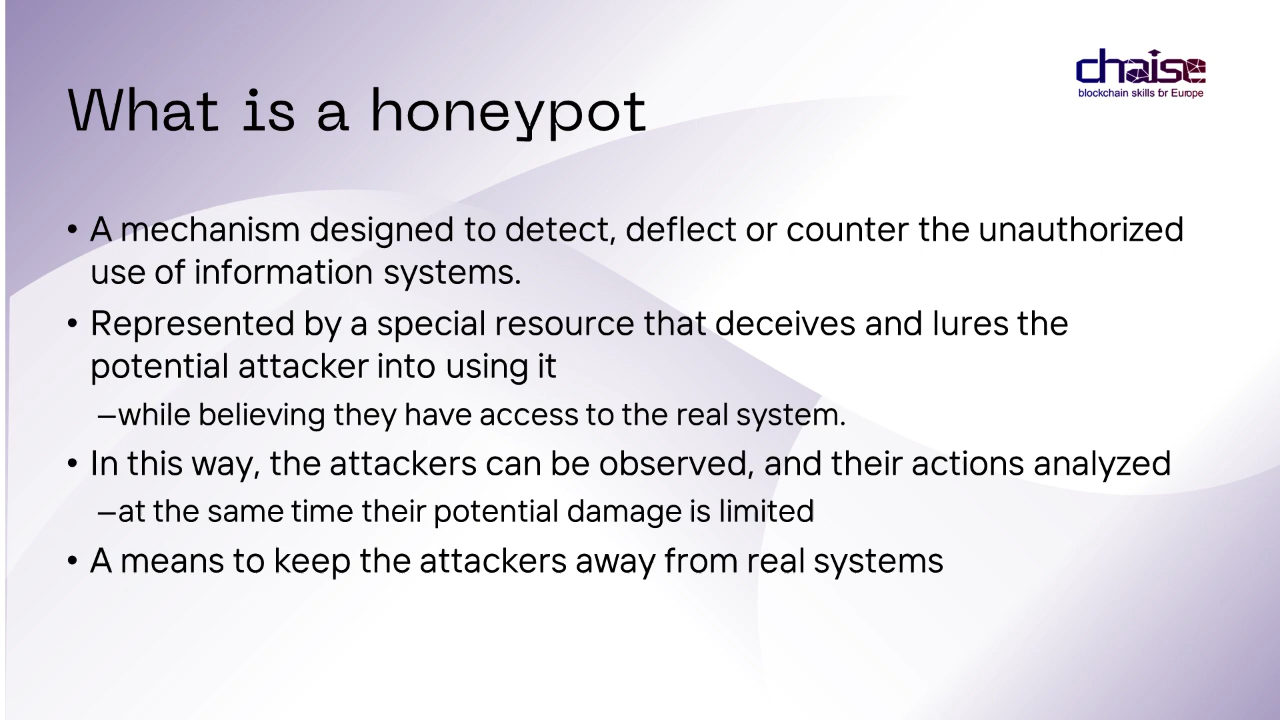 chaise
blockchain skills for Europe
What is a honeypot
• A mechanism designed to detect, deflect or counter the unauthorized
use of information systems.
• Represented by a special resource that deceives and lures the
potential attacker into using it
–while believing they have access to the real system.
• In this way, the attackers can be observed, and their actions analyzed
–at the same time their potential damage is limited
• A means to keep the attackers away from real systems